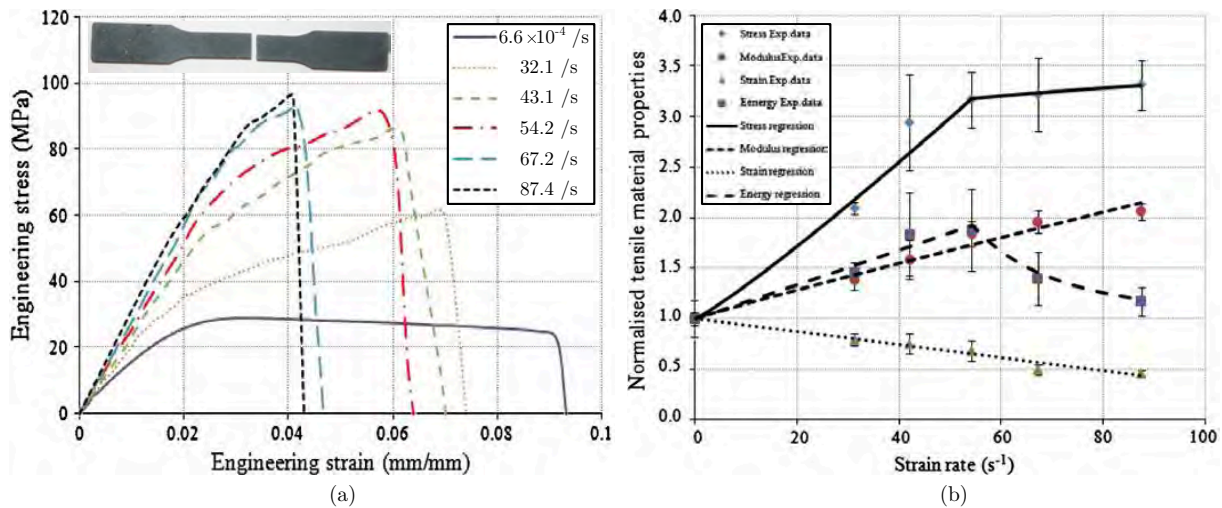 120
100
80
60
40
20
0
Engineering stress (MPa)
0
0.02
0.04
0.06
0.08
0.1
Engineering strain (mm/mm)
6.6×10⁻⁴ /s
32.1 /s
43.1 /s
54.2 /s
67.2 /s
87.4 /s
(a)
4.0
3.5
3.0
2.5
2.0
1.5
1.0
0.5
0.0
Normalised tensile material properties
0
20
40
60
80
100
Strain rate (s⁻¹)
Stress Exp.data
ModulusExp.data
Strain Exp.data
Eenergy Exp.data
Stress regression
Modulus regression
Strain regression
Energy regression
(b)